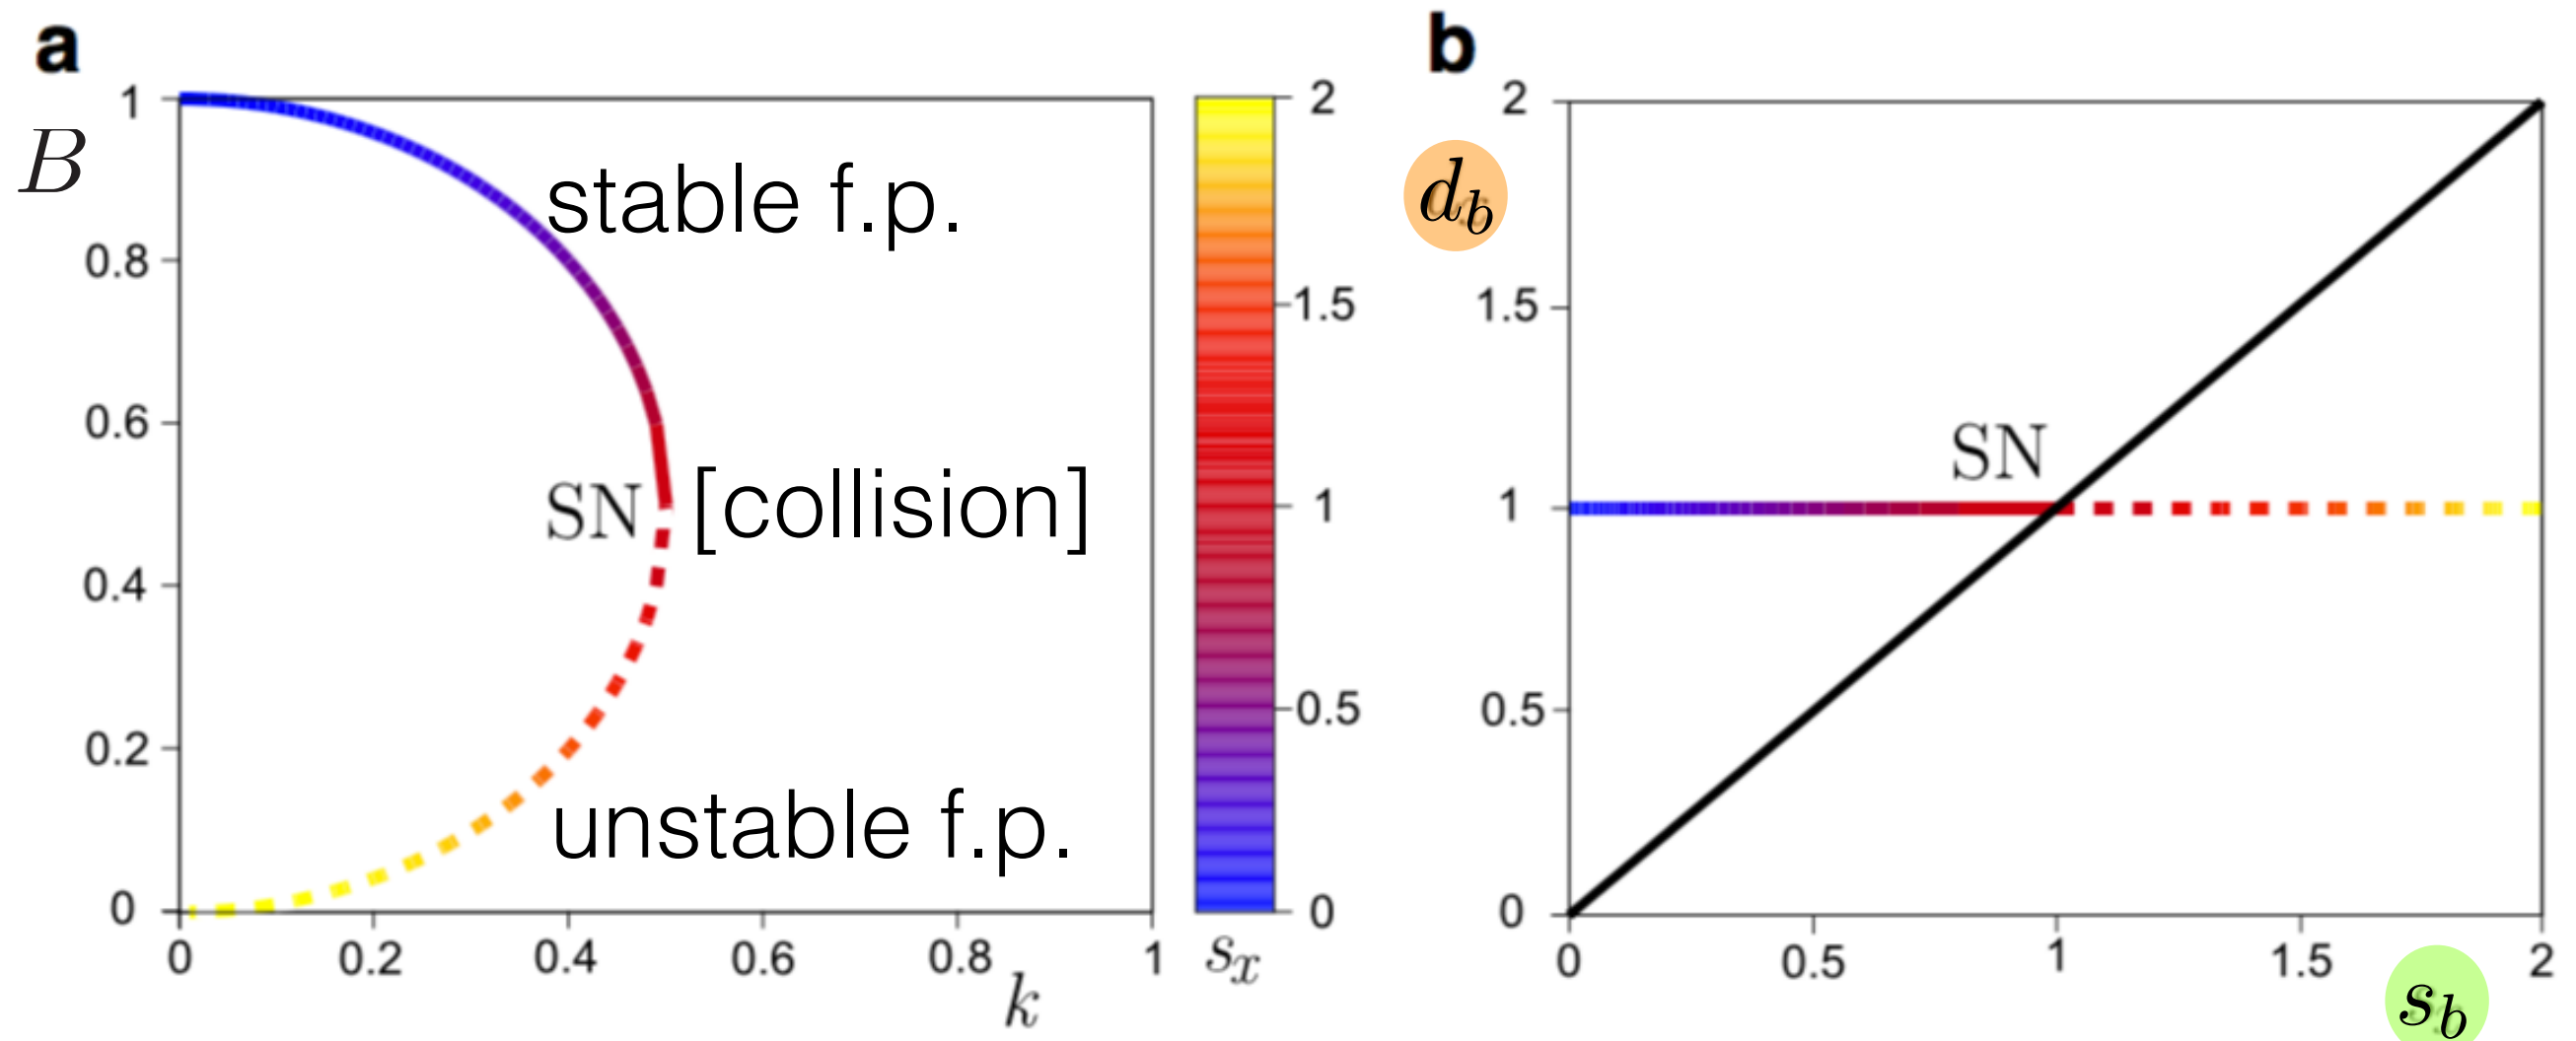 a
1
B
0.8
0.6
0.4
0.2
0
stable f.p.
SN [collision]
unstable f.p.
0 0.2 0.4 0.6 0.8 1
k
2
1.5
1
0.5
0
s_x
b
2
d_b
1.5
1
0.5
0
SN
0 0.5 1 1.5 2
s_b